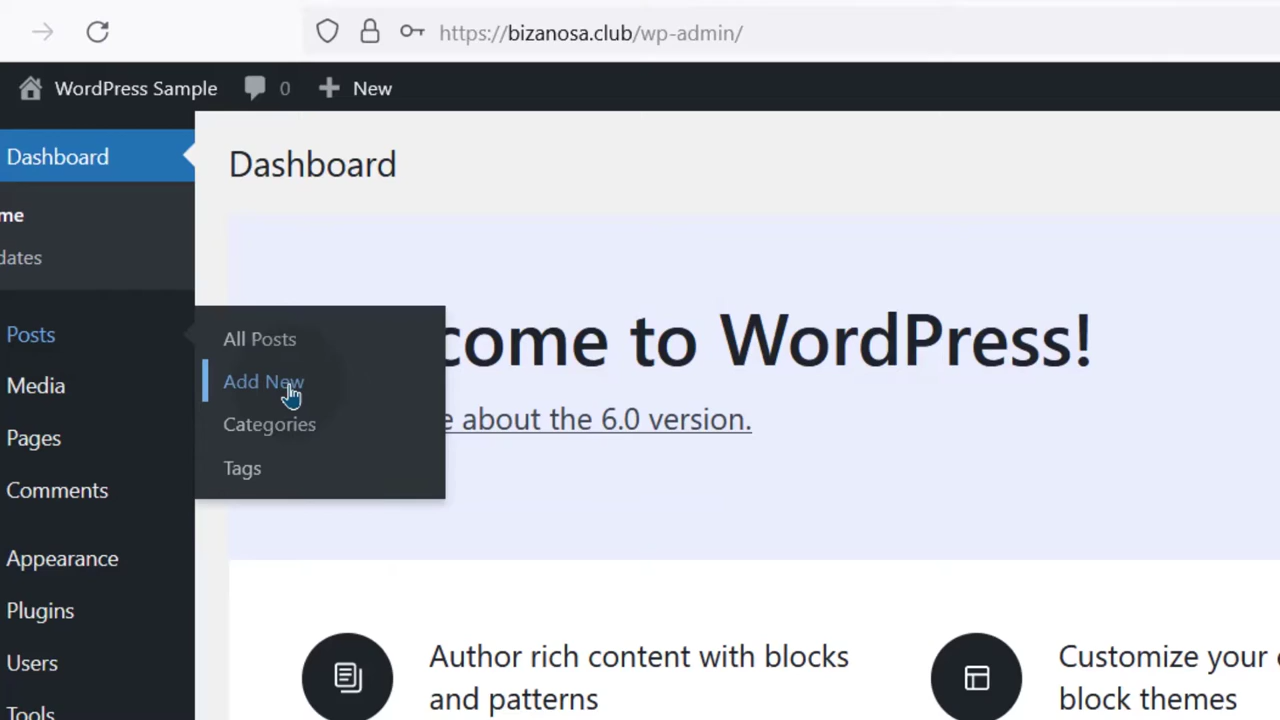 https://bizanosa.club/wp-admin/
WordPress Sample 0 New
Dashboard
me
dates
Posts
Media
Pages
Comments
Appearance
Plugins
Users
Tools
All Posts
Add New
Categories
Tags
Dashboard
come to WordPress!
e about the 6.0 version.
Author rich content with blocks
and patterns
Customize your
block themes